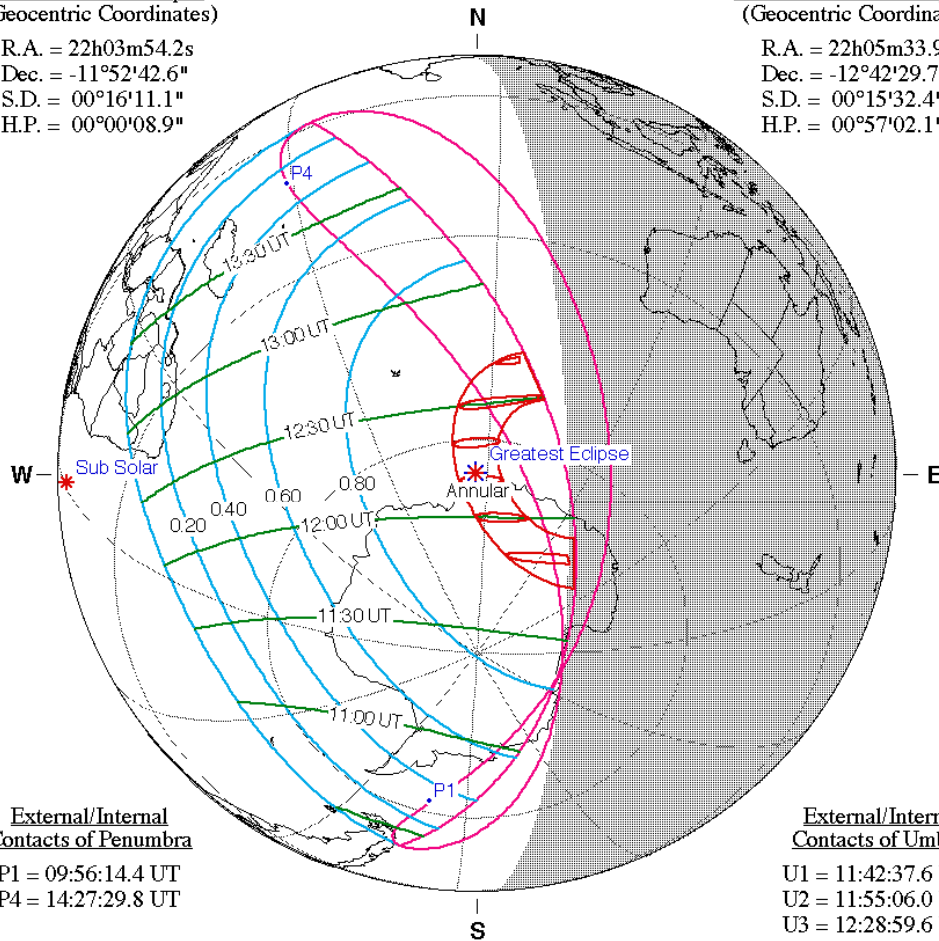 Geocentric Coordinates)
R.A. = 22h03m54.2s
Dec. = -11°52'42.6"
S.D. = 00°16'11.1"
H.P. = 00°00'08.9"
N
(Geocentric Coordina
R.A. = 22h05m33.9
Dec. = -12°42'29.7
S.D. = 00°15'32.4"
H.P. = 00°57'02.1"
P4
13:30 UT
13:00 UT
12:30 UT
Greatest Eclipse
Sub Solar
W
E
Annular
0.80
0.60
0.40
0.20
12:00 UT
11:30 UT
11:00 UT
P1
External/Internal
Contacts of Penumbra
P1 = 09:56:14.4 UT
P4 = 14:27:29.8 UT
External/Intern
Contacts of Uml
U1 = 11:42:37.6
U2 = 11:55:06.0
U3 = 12:28:59.6
S